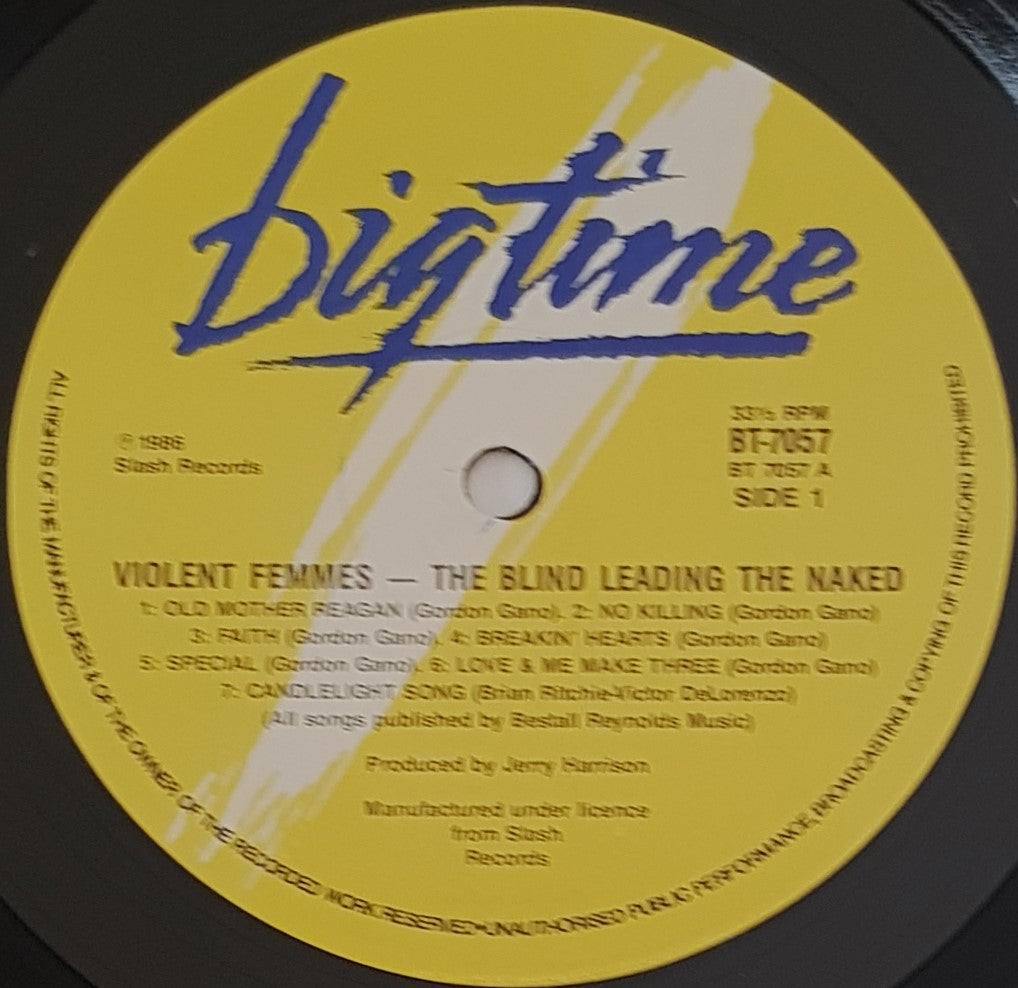 bigtime
℗ 1986
Slash Records
33⅓ RPM
BT-7057
BT 7057 A
SIDE 1
VIOLENT FEMMES — THE BLIND LEADING THE NAKED
1: OLD MOTHER REAGAN (Gordon Gano). 2: NO KILLING (Gordon Gano)
3: FAITH (Gordon Gano). 4: BREAKIN' HEARTS (Gordon Gano)
5: SPECIAL (Gordon Gano). 6: LOVE & ME MAKE THREE (Gordon Gano)
7: CANDLELIGHT SONG (Brian Ritchie-Victor DeLorenzo)
(All songs published by Bestall Reynolds Music)
Produced by Jerry Harrison
Manufactured under licence
from Slash
Records
ALL RIGHTS OF THE MANUFACTURER & OF THE OWNER OF THE RECORDED WORK RESERVED•UNAUTHORISED PUBLIC PERFORMANCE, BROADCASTING & COPYING OF THIS RECORD PROHIBITED